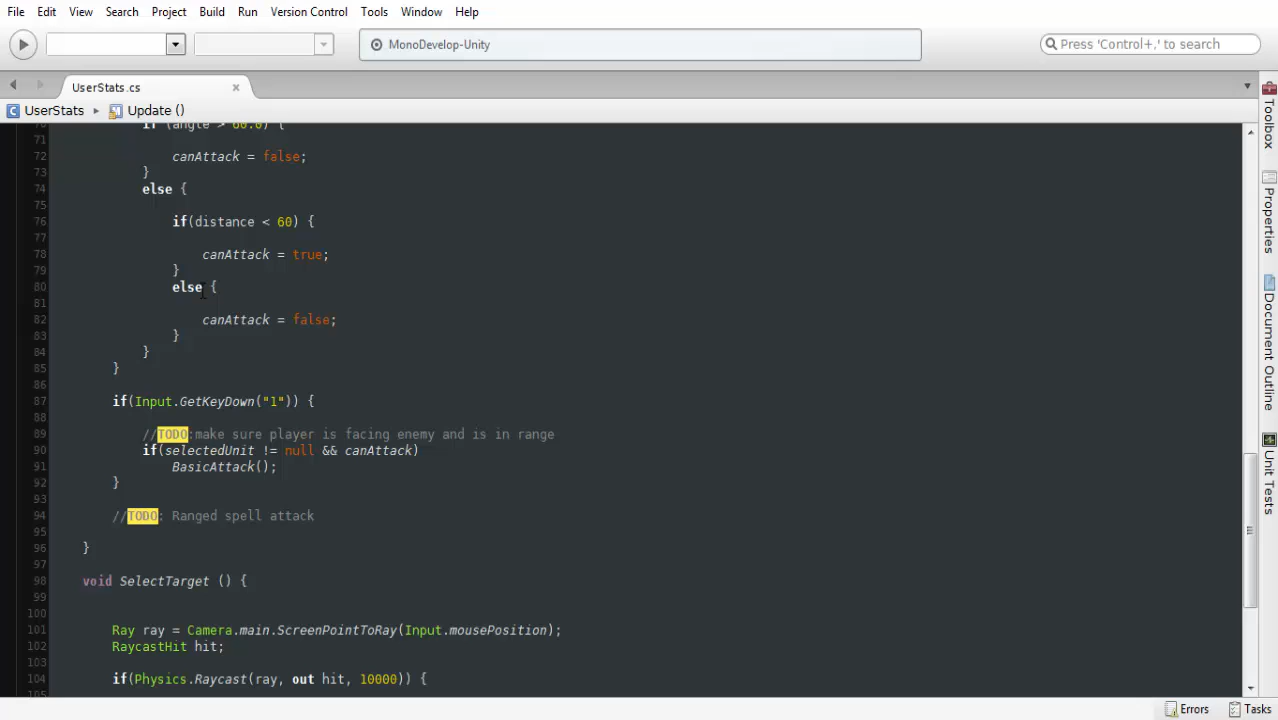 File Edit View Search Project Build Run Version Control Tools Window Help
MonoDevelop-Unity
Press 'Control+,' to search
UserStats.cs
UserStats Update ()
70 if (angle > 60.0) {
71
72 canAttack = false;
73 }
74 else {
75
76 if(distance < 60) {
77
78 canAttack = true;
79 }
80 else {
81
82 canAttack = false;
83 }
84 }
85 }
86
87 if(Input.GetKeyDown("1")) {
88
89 //TODO:make sure player is facing enemy and is in range
90 if(selectedUnit != null && canAttack)
91 BasicAttack();
92 }
93
94 //TODO: Ranged spell attack
95
96 }
97
98 void SelectTarget () {
99
100
101 Ray ray = Camera.main.ScreenPointToRay(Input.mousePosition);
102 RaycastHit hit;
103
104 if(Physics.Raycast(ray, out hit, 10000)) {
105
Toolbox
Properties
Document Outline
Unit Tests
Errors Tasks